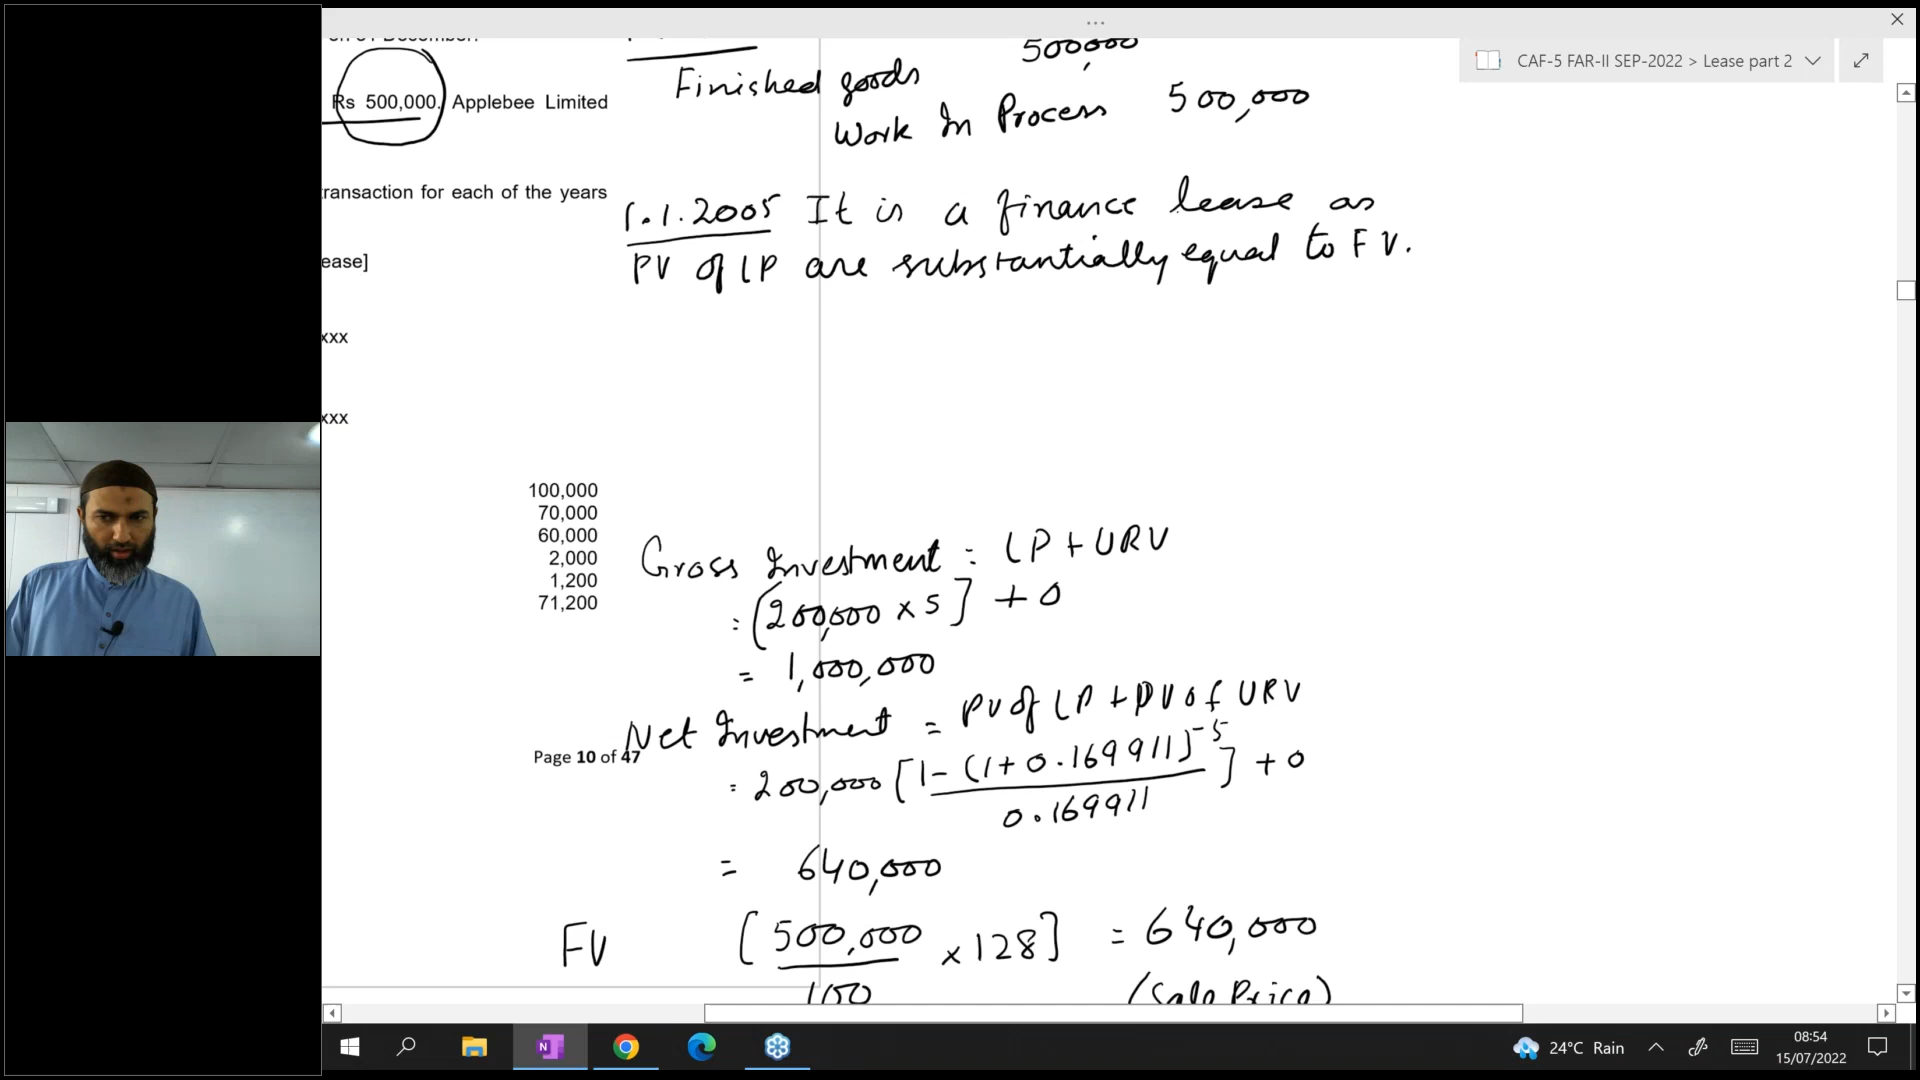 CAF-5 FAR-II SEP-2022 > Lease part 2
Rs 500,000. Applebee Limited
transaction for each of the years
ease]
xxx
xxx
100,000
70,000
60,000
2,000
1,200
71,200
Page 10 of 47
500,000
Finished goods
Work In Process 500,000
1.1.2005 It is a finance lease as
PV of LP are substantially equal to FV.
Gross Investment = LP + URV
= [200,000 x 5] + 0
= 1,000,000
Net Investment = PV of LP + PV of URV
= 200,000 [1-(1+0.169911)^-5 / 0.169911] + 0
= 640,000
FV [500,000 / 100 x 128] = 640,000
(Sale Price)
24°C Rain
08:54
15/07/2022